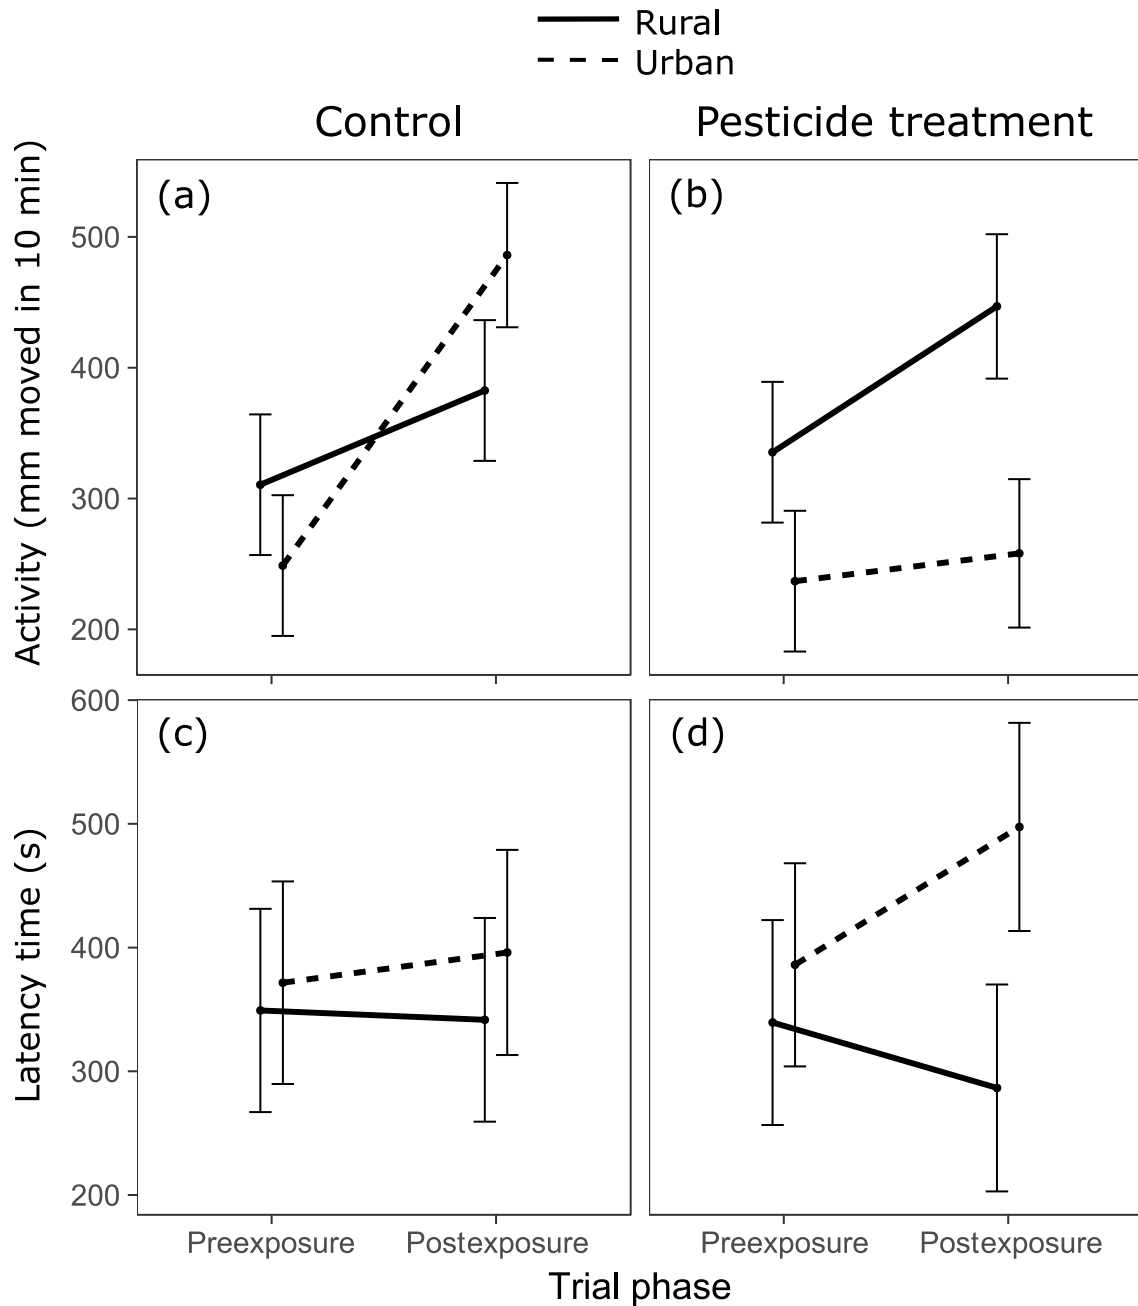 Rural
Urban
Control
Pesticide treatment
Activity (mm moved in 10 min)
(a)
500
400
300
200
(b)
Latency time (s)
600
500
400
300
200
(c)
(d)
Preexposure
Postexposure
Preexposure
Postexposure
Trial phase